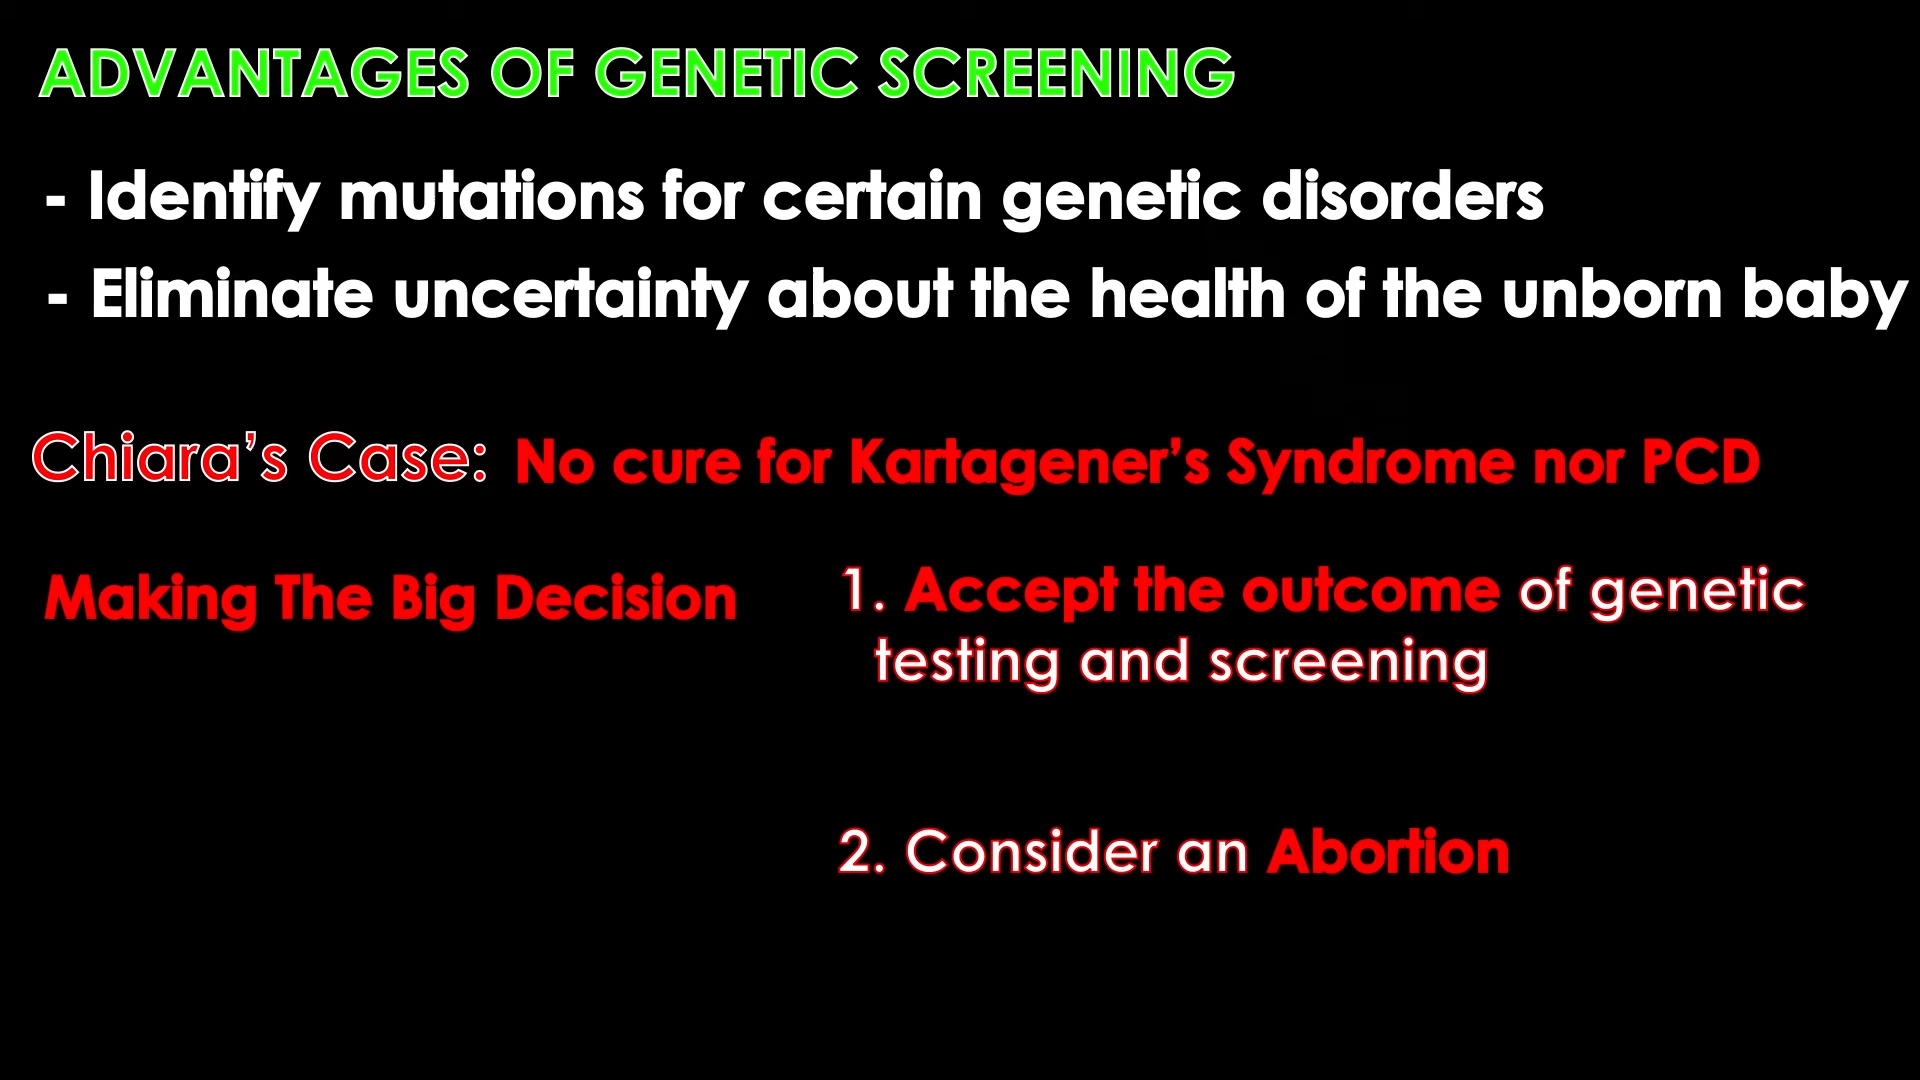 ADVANTAGES OF GENETIC SCREENING
- Identify mutations for certain genetic disorders
- Eliminate uncertainty about the health of the unborn baby
Chiara’s Case: No cure for Kartagener’s Syndrome nor PCD
Making The Big Decision
1. Accept the outcome of genetic
testing and screening
2. Consider an Abortion